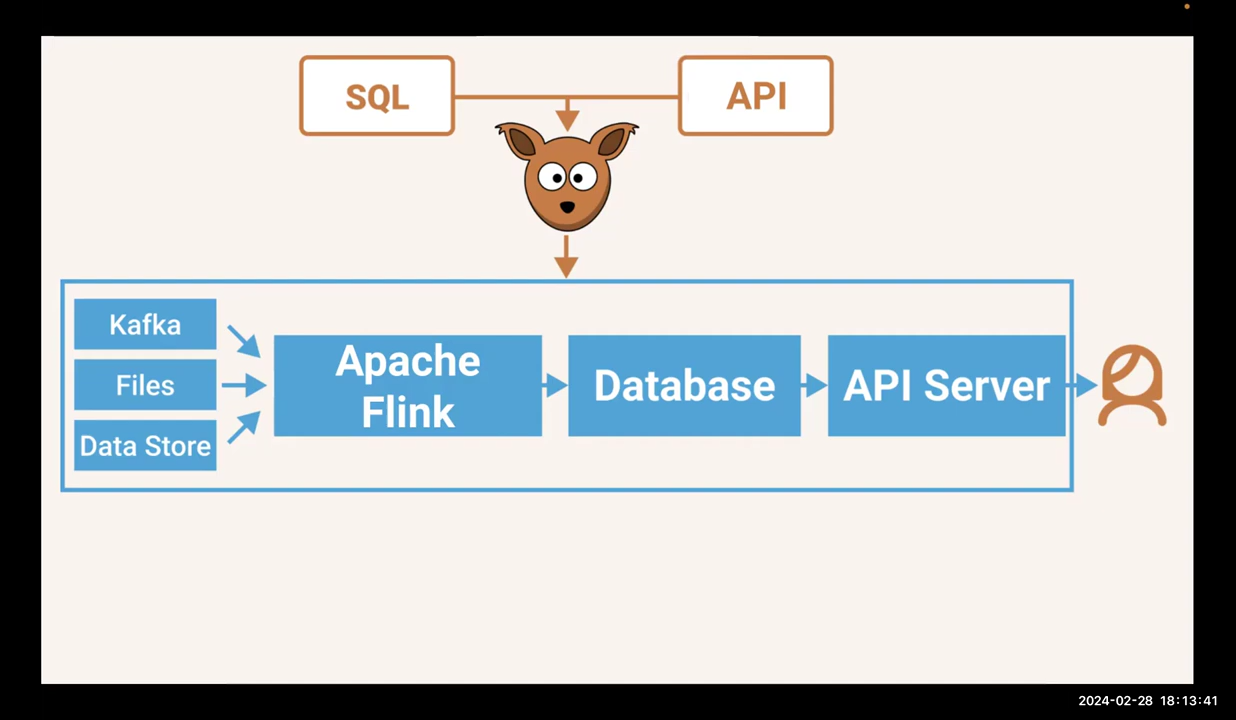 SQL
API
Kafka
Files
Data Store
Apache
Flink
Database
API Server
2024-02-28 18:13:41